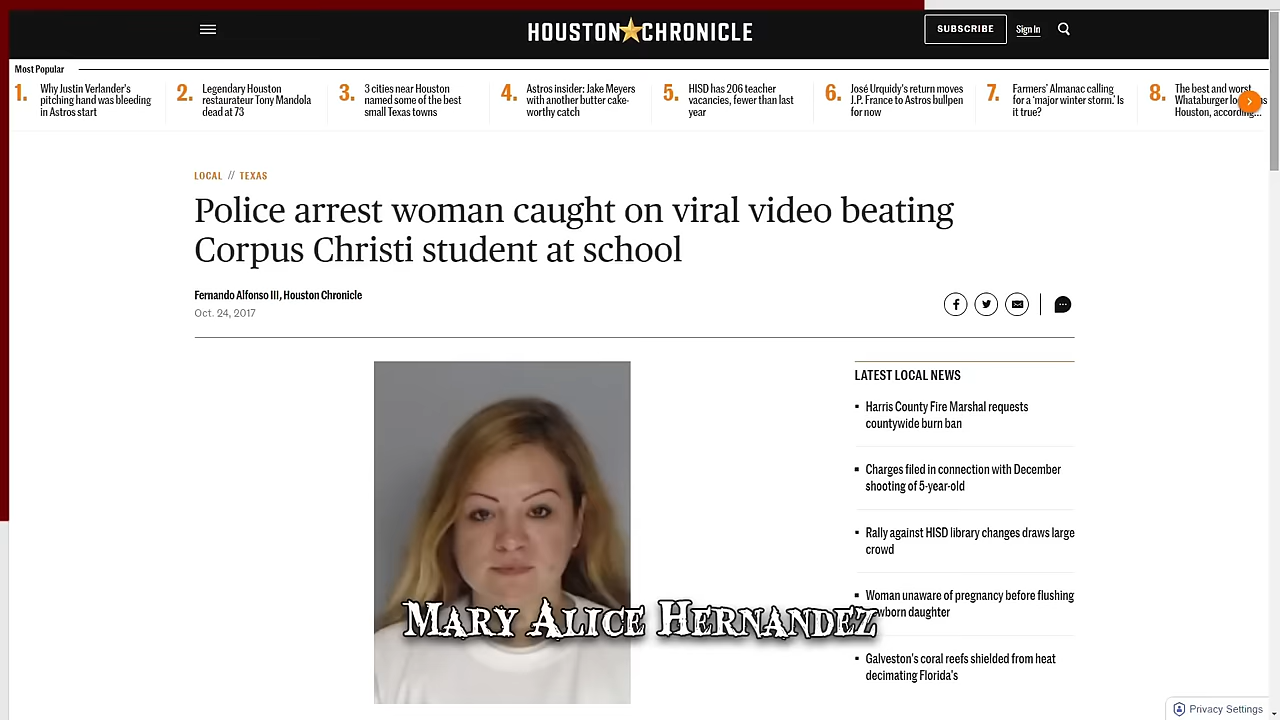 HOUSTON CHRONICLE
SUBSCRIBE
Sign In
Most Popular
1.
Why Justin Verlander's
pitching hand was bleeding
in Astros start
2.
Legendary Houston
restaurateur Tony Mandola
dead at 73
3.
3 cities near Houston
named some of the best
small Texas towns
4.
Astros insider: Jake Meyers
with another butter cake-
worthy catch
5.
HISD has 206 teacher
vacancies, fewer than last
year
6.
José Urquidy's return moves
J.P. France to Astros bullpen
for now
7.
Farmers' Almanac calling
for a 'major winter storm.' Is
it true?
8.
The best and worst
Whataburger
Houston, according...
LOCAL // TEXAS
Police arrest woman caught on viral video beating
Corpus Christi student at school
Fernando Alfonso III, Houston Chronicle
Oct. 24, 2017
LATEST LOCAL NEWS
Harris County Fire Marshal requests
countywide burn ban
Charges filed in connection with December
shooting of 5-year-old
Rally against HISD library changes draws large
crowd
Woman unaware of pregnancy before flushing
daughter
Galveston's coral reefs shielded from heat
decimating Florida's
Mary Alice Hernandez
Privacy Settings